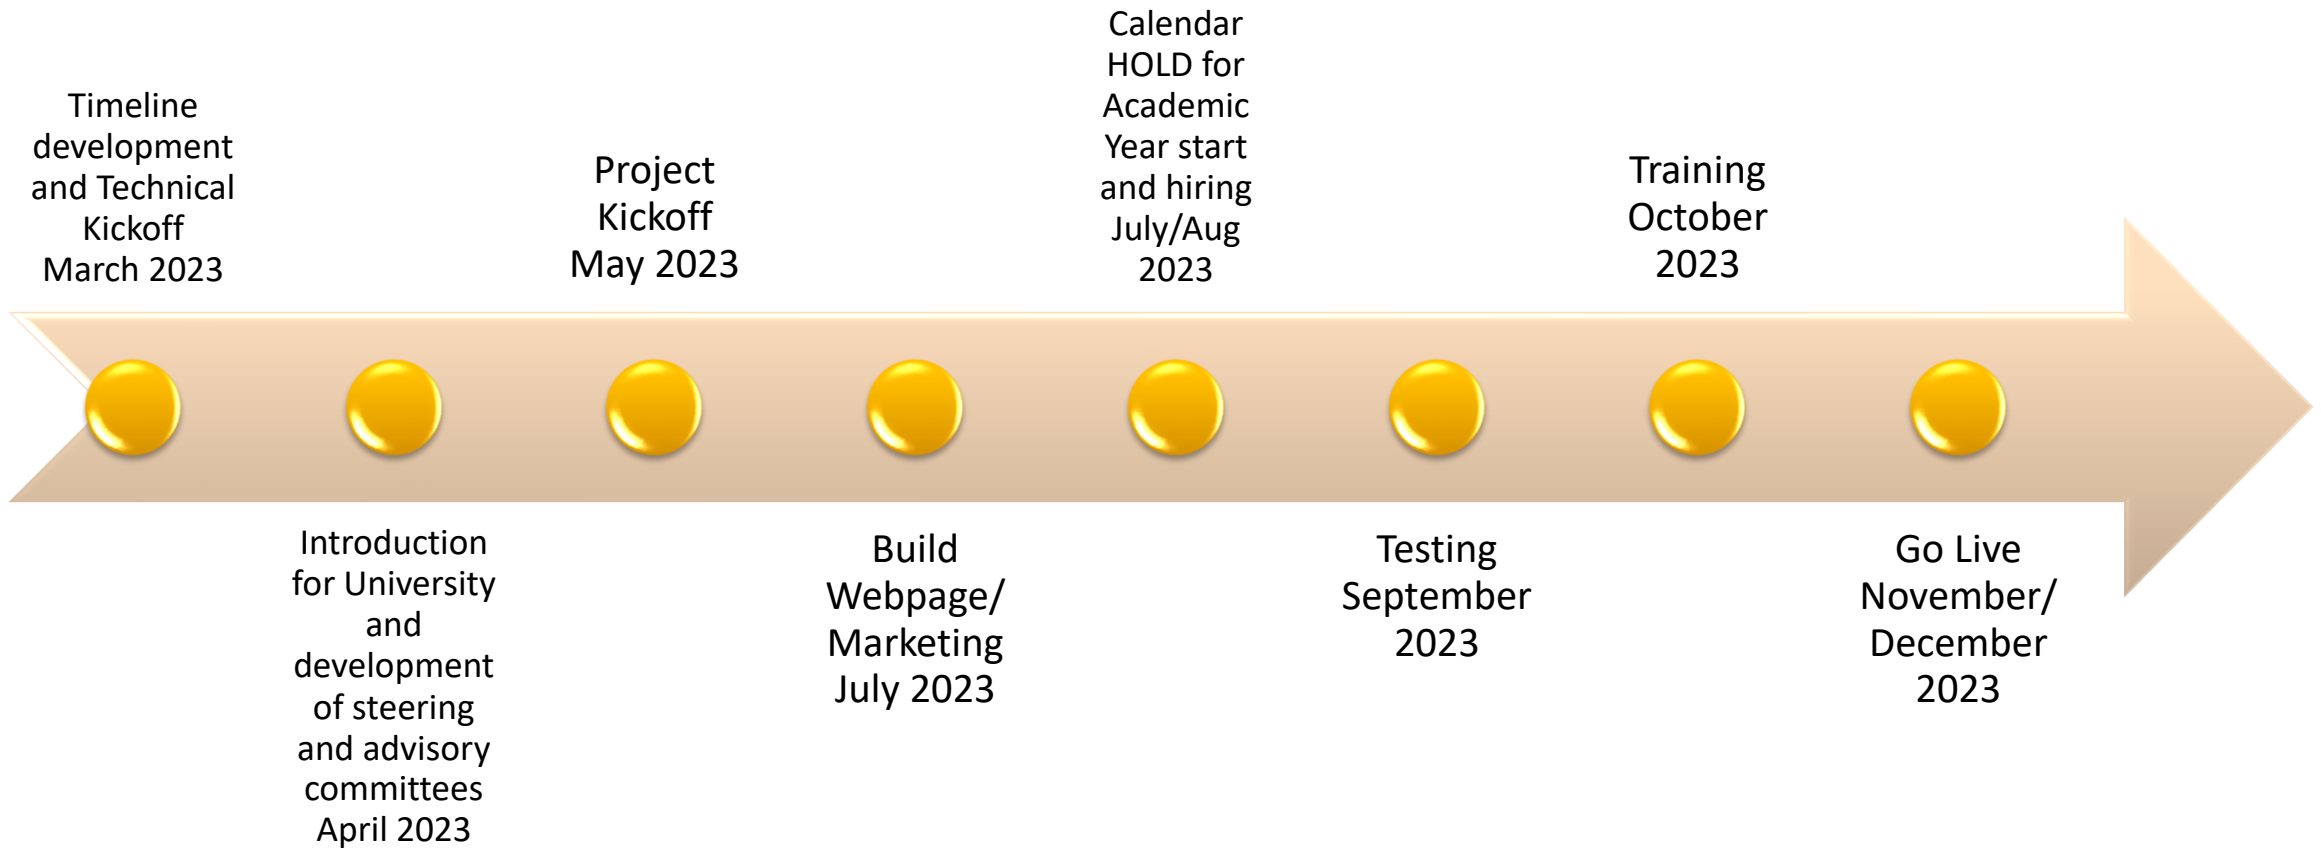 Timeline
development
and Technical
Kickoff
March 2023
Introduction
for University
and
development
of steering
and advisory
committees
April 2023
Project
Kickoff
May 2023
Build
Webpage/
Marketing
July 2023
Calendar
HOLD for
Academic
Year start
and hiring
July/Aug
2023
Testing
September
2023
Training
October
2023
Go Live
November/
December
2023